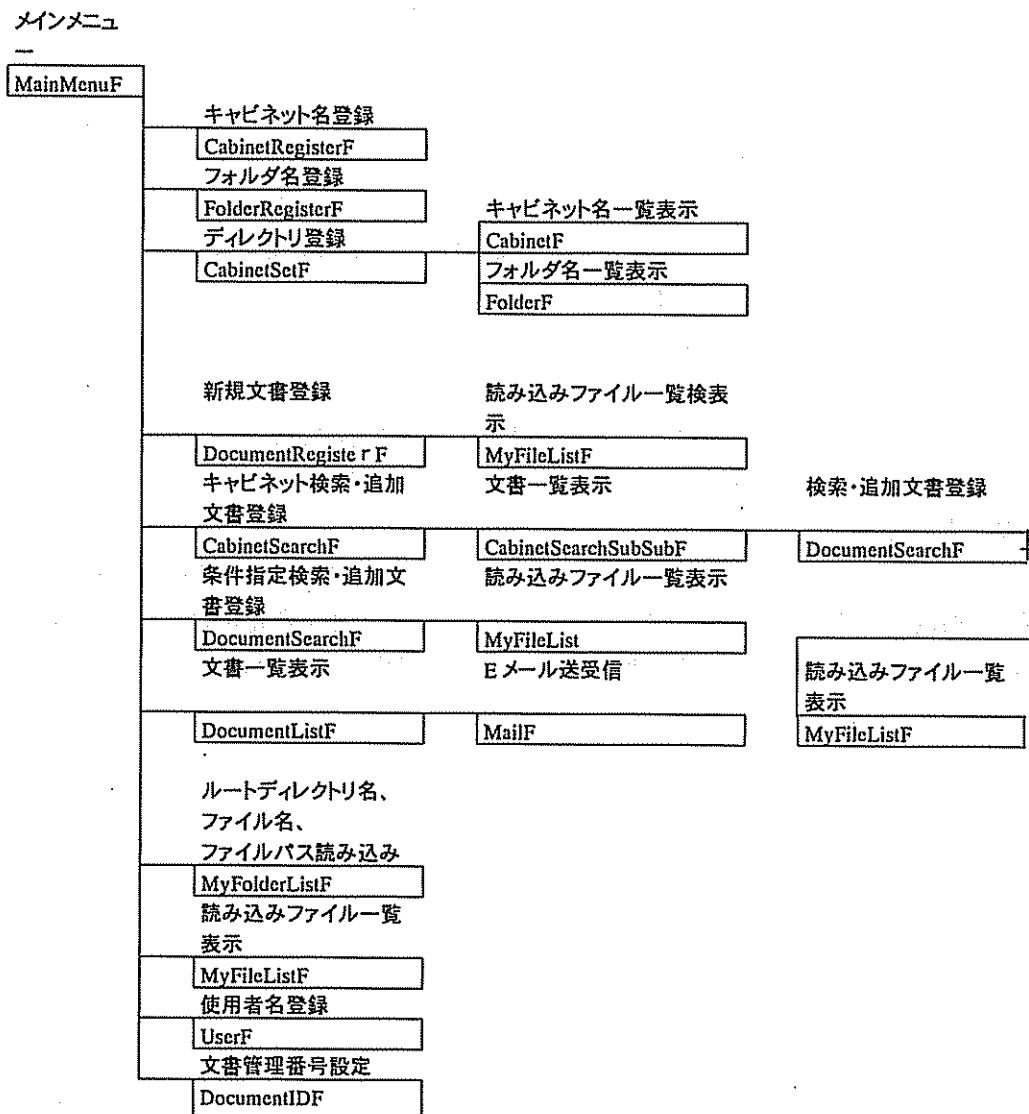 メインメニュ
ー
MainMenuF
キャビネット名登録
CabinetRegisterF
フォルダ名登録
FolderRegisterF
キャビネット名一覧表示
ディレクトリ登録
CabinetF
CabinetSetF
フォルダ名一覧表示
FolderF
新規文書登録
読み込みファイル一覧検表
示
DocumentRegisteｒF
MyFileListF
キャビネット検索・追加
文書登録
文書一覧表示
検索・追加文書登録
CabinetSearchF
CabinetSearchSubSubF
DocumentSearchF
条件指定検索・追加文
書登録
読み込みファイル一覧表示
DocumentSearchF
MyFileList
文書一覧表示
Eメール送受信
読み込みファイル一覧
表示
DocumentListF
MailF
MyFileListF
ルートディレクトリ名、
ファイル名、
ファイルパス読み込み
MyFolderListF
読み込みファイル一覧
表示
MyFileListF
使用者名登録
UserF
文書管理番号設定
DocumentIDF